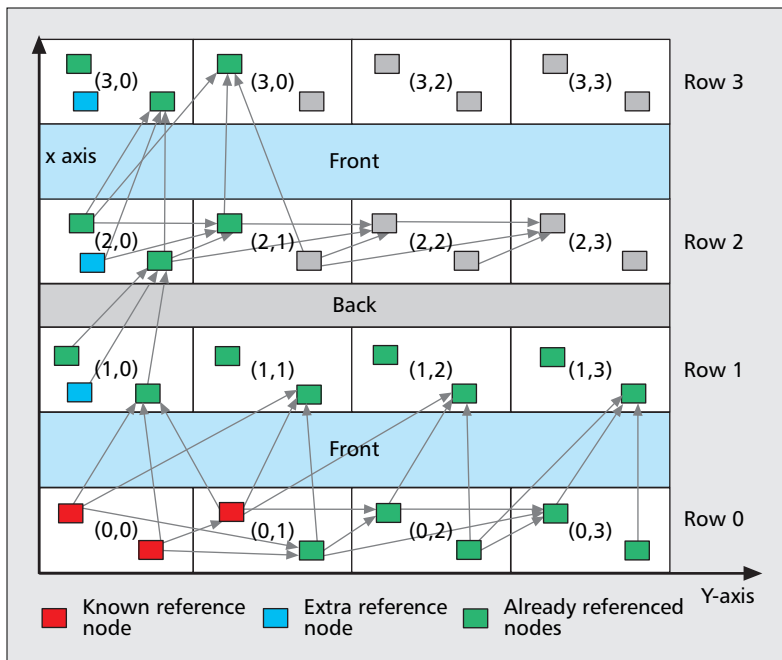 (3,0) (3,0) (3,2) (3,3) Row 3
x axis Front
(2,0) (2,1) (2,2) (2,3) Row 2
Back
(1,0) (1,1) (1,2) (1,3) Row 1
Front
(0,0) (0,1) (0,2) (0,3) Row 0
Y-axis
Known reference
node
Extra reference
node
Already referenced
nodes